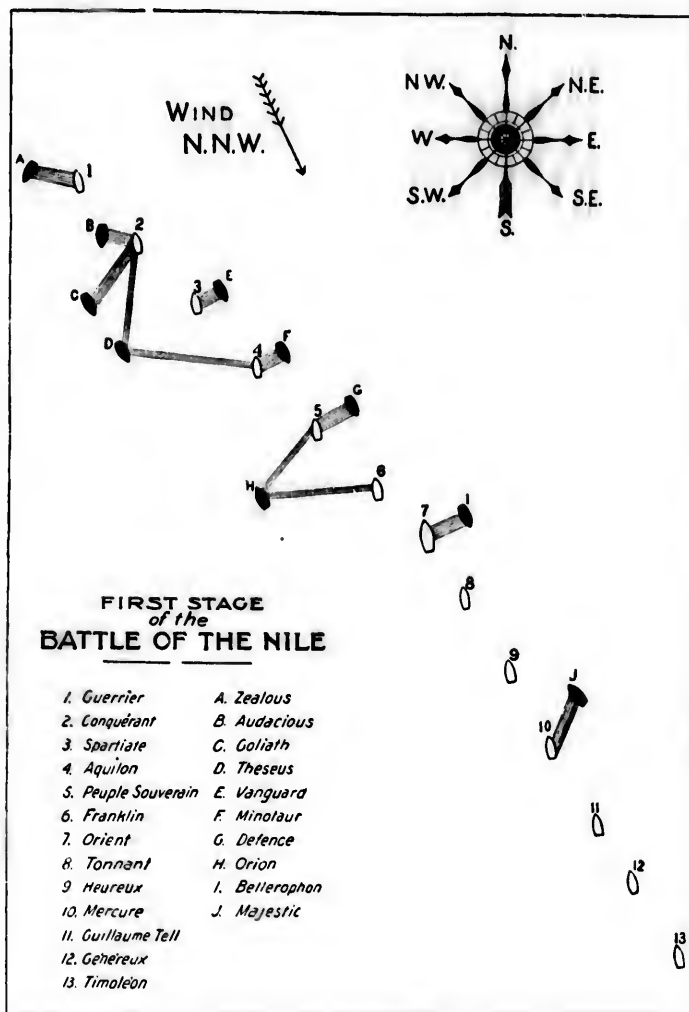 N.
NW.
N.E.
WIND
N.N.W.
W
E.
S.W.
S.E.
S.
A
1
B
2
C
3
E
D
4
F
5
G
H
6
7
I
8
9
J
10
11
12
13
FIRST STAGE
of the
BATTLE OF THE NILE
1. Guerrier
2. Conquérant
3. Spartiate
4. Aquilon
5. Peuple Souverain
6. Franklin
7. Orient
8. Tonnant
9 Heureux
10. Mercure
11. Guillaume Tell
12. Généreux
13. Timoléon
A. Zealous
B. Audacious
C. Goliath
D. Theseus
E. Vanguard
F. Minotaur
G. Defence
H. Orion
I. Bellerophon
J. Majestic